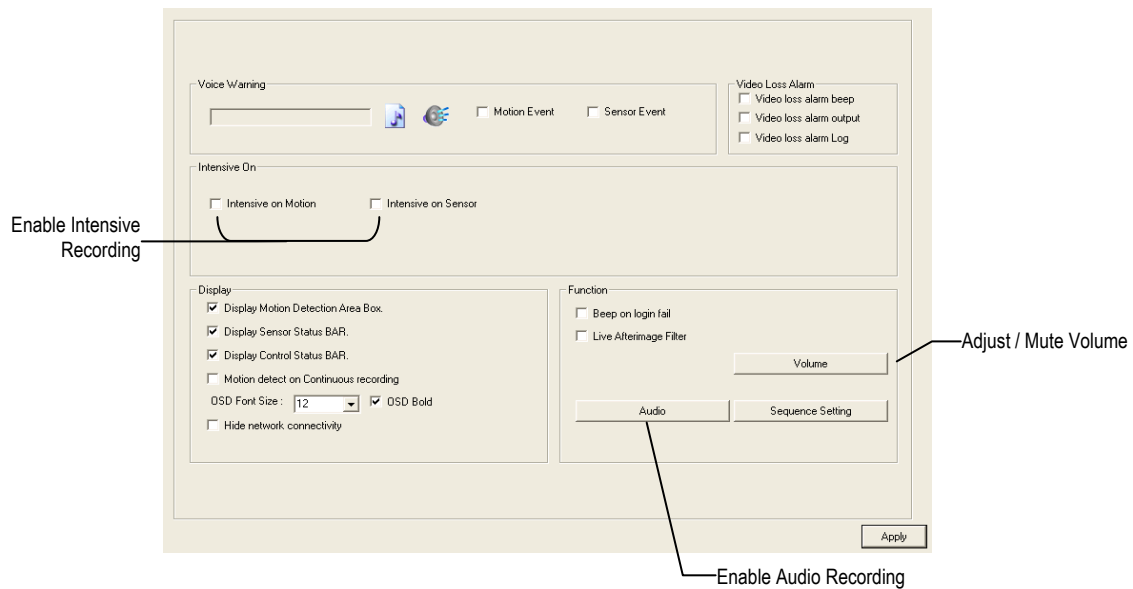 Voice Warning
Motion Event
Sensor Event
Video Loss Alarm
Video loss alarm beep
Video loss alarm output
Video loss alarm Log
Intensive On
Intensive on Motion
Intensive on Sensor
Enable Intensive
Recording
Display
Display Motion Detection Area Box.
Display Sensor Status BAR.
Display Control Status BAR.
Motion detect on Continuous recording
OSD Font Size :
12
OSD Bold
Hide network connectivity
Function
Beep on login fail
Live Afterimage Filter
Volume
Adjust / Mute Volume
Audio
Sequence Setting
Apply
Enable Audio Recording